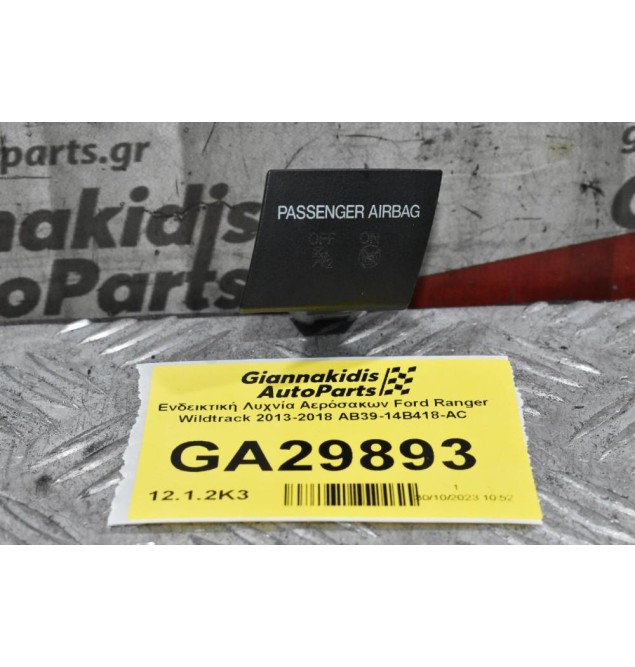 parts.gr
nakidis
AutoParts
PASSENGER AIRBAG
OFF ON
Giannakidis
AutoParts
Ενδεικτική Λυχνία Αερόσακων Ford Ranger
Wildtrack 2013-2018 AB39-14B418-AC
GA29893
12.1.2K3
1
30/10/2023 10:52